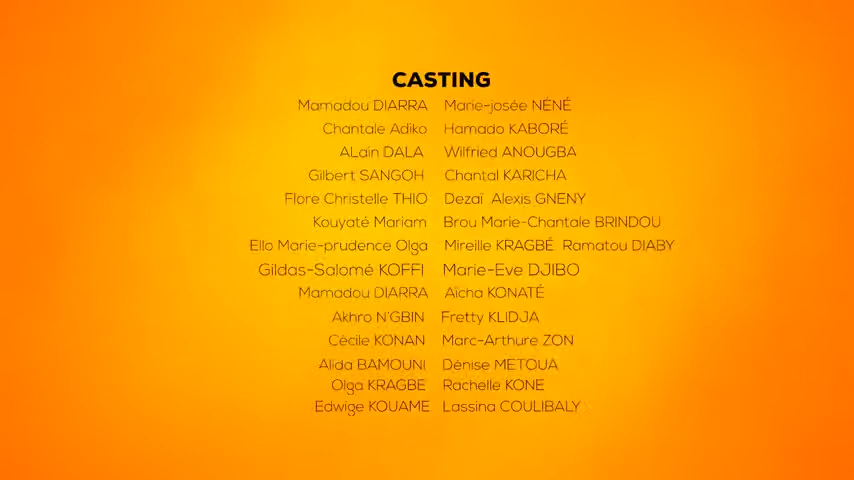 CASTING
Mamadou DIARRA Marie-josée NÉNÉ
Chantale Adiko Hamado KABORÉ
ALain DALA Wilfried ANOUGBA
Gilbert SANGOH Chantal KARICHA
Flore Christelle THIO Dezaï Alexis GNENY
Kouyaté Mariam Brou Marie-Chantale BRINDOU
Ello Marie-prudence Olga Mireille KRAGBÉ Ramatou DIABY
Gildas-Salomé KOFFI Marie-Eve DJIBO
Mamadou DIARRA Aïcha KONATÉ
Akhro N'GBIN Fretty KLIDJA
Cécile KONAN Marc-Arthure ZON
Alida BAMOUNI Dénise METOUA
Olga KRAGBE Rachelle KONE
Edwige KOUAME Lassina COULIBALY